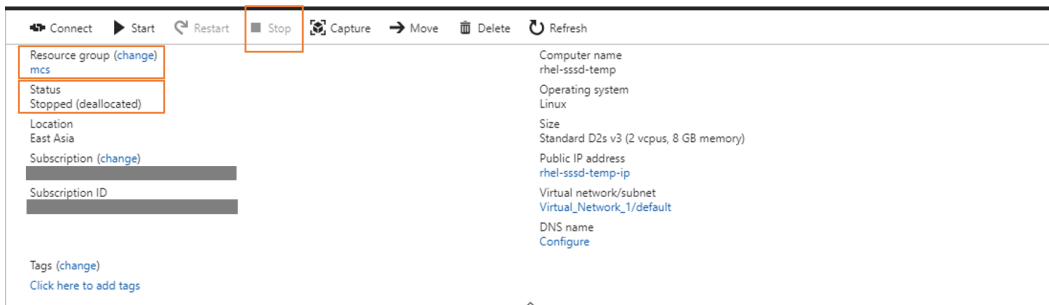 Connect Start Restart Stop Capture Move Delete Refresh
Resource group (change)
mcs
Status
Stopped (deallocated)
Location
East Asia
Subscription (change)
Subscription ID
Tags (change)
Click here to add tags
Computer name
rhel-sssd-temp
Operating system
Linux
Size
Standard D2s v3 (2 vcpus, 8 GB memory)
Public IP address
rhel-sssd-temp-ip
Virtual network/subnet
Virtual_Network_1/default
DNS name
Configure